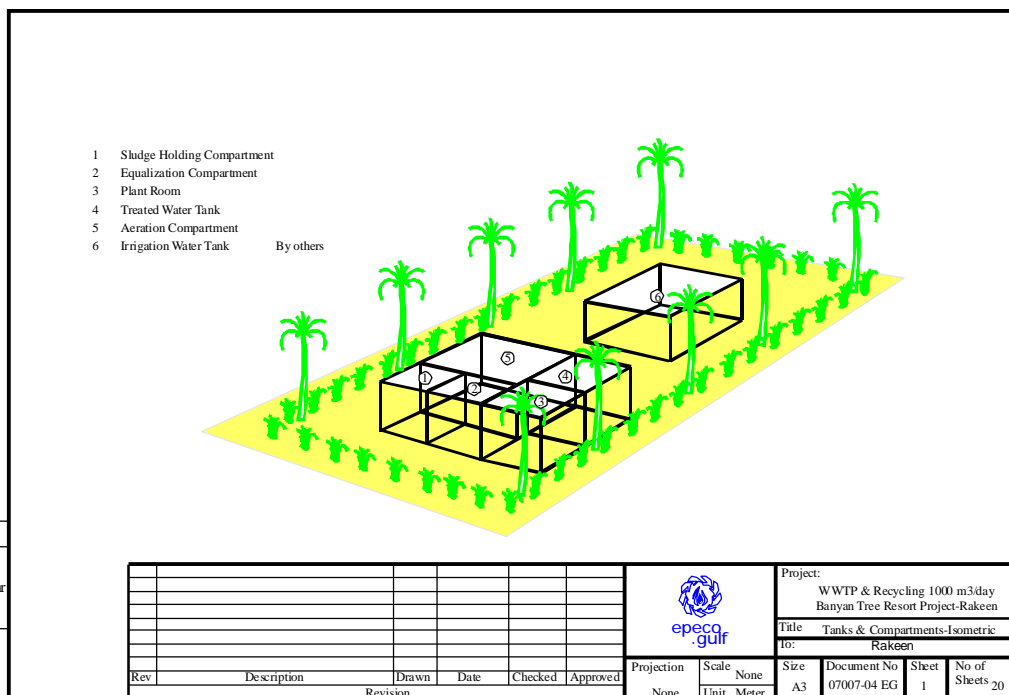 1 Sludge Holding Compartment
2 Equalization Compartment
3 Plant Room
4 Treated Water Tank
5 Aeration Compartment
6 Irrigation Water Tank By others
6
5
4
1
2
3
Project:
WWTP & Recycling 1000 m3/day
Banyan Tree Resort Project-Rakeen
epeco
.gulf
Title Tanks & Compartments-Isometric
To: Rakeen
Rev Description Drawn Date Checked Approved
Revision
Projection
None
Scale None
Unit Meter
Size
A3
Document No
07007-04 EG
Sheet
1
No of
Sheets 20